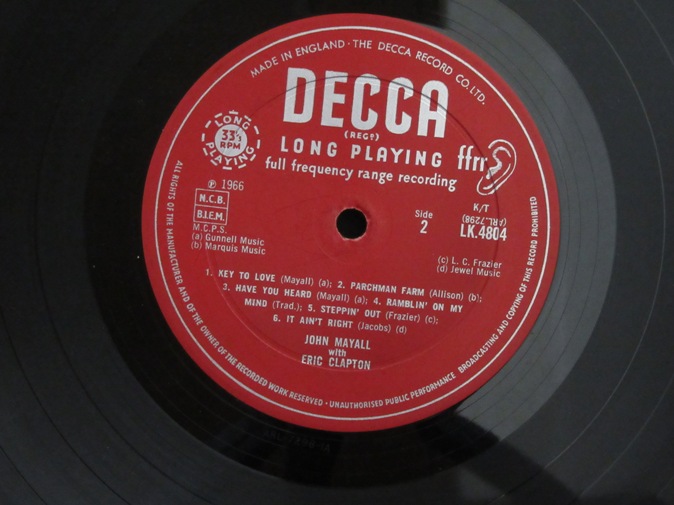 MADE IN ENGLAND · THE DECCA RECORD CO. LTD.
DECCA
(REGD)
LONG PLAYING
33⅓
RPM
LONG PLAYING
ffrr
full frequency range recording
℗ 1966
N.C.B.
B.I.E.M.
M.C.P.S.
(a) Gunnell Music
(b) Marquis Music
Side
2
K/T
(ARL.7298)
LK.4804
(c) L. C. Frazier
(d) Jewel Music
1. KEY TO LOVE (Mayall) (a); 2. PARCHMAN FARM (Allison) (b);
3. HAVE YOU HEARD (Mayall) (a); 4. RAMBLIN' ON MY
MIND (Trad.); 5. STEPPIN' OUT (Frazier) (c);
6. IT AIN'T RIGHT (Jacobs) (d)
JOHN MAYALL
with
ERIC CLAPTON
ALL RIGHTS OF THE MANUFACTURER AND OF THE OWNER OF THE RECORDED WORK RESERVED · UNAUTHORISED PUBLIC PERFORMANCE BROADCASTING AND COPYING OF THIS RECORD PROHIBITED